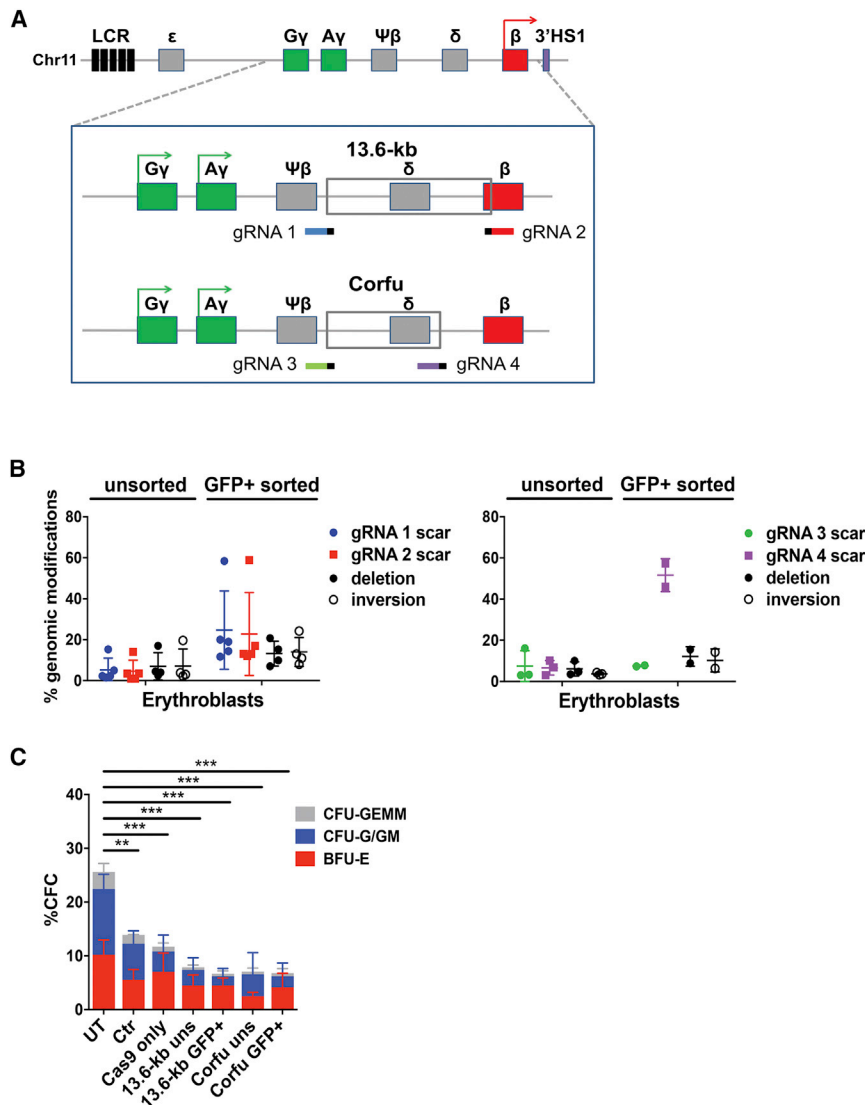 A
LCR ε Gγ Aγ Ψβ δ β 3'HS1
Chr11
13.6-kb
Gγ Aγ Ψβ δ β
gRNA 1 gRNA 2
Corfu
Gγ Aγ Ψβ δ β
gRNA 3 gRNA 4
B
unsorted GFP+ sorted
% genomic modifications
80
60
40
20
0
gRNA 1 scar
gRNA 2 scar
deletion
inversion
Erythroblasts
unsorted GFP+ sorted
80
60
40
20
0
gRNA 3 scar
gRNA 4 scar
deletion
inversion
Erythroblasts
C
***
***
***
***
***
**
%CFC
40
30
20
10
0
CFU-GEMM
CFU-G/GM
BFU-E
UT
Ctr
Cas9 only
13.6-kb uns
13.6-kb GFP+
Corfu uns
Corfu GFP+